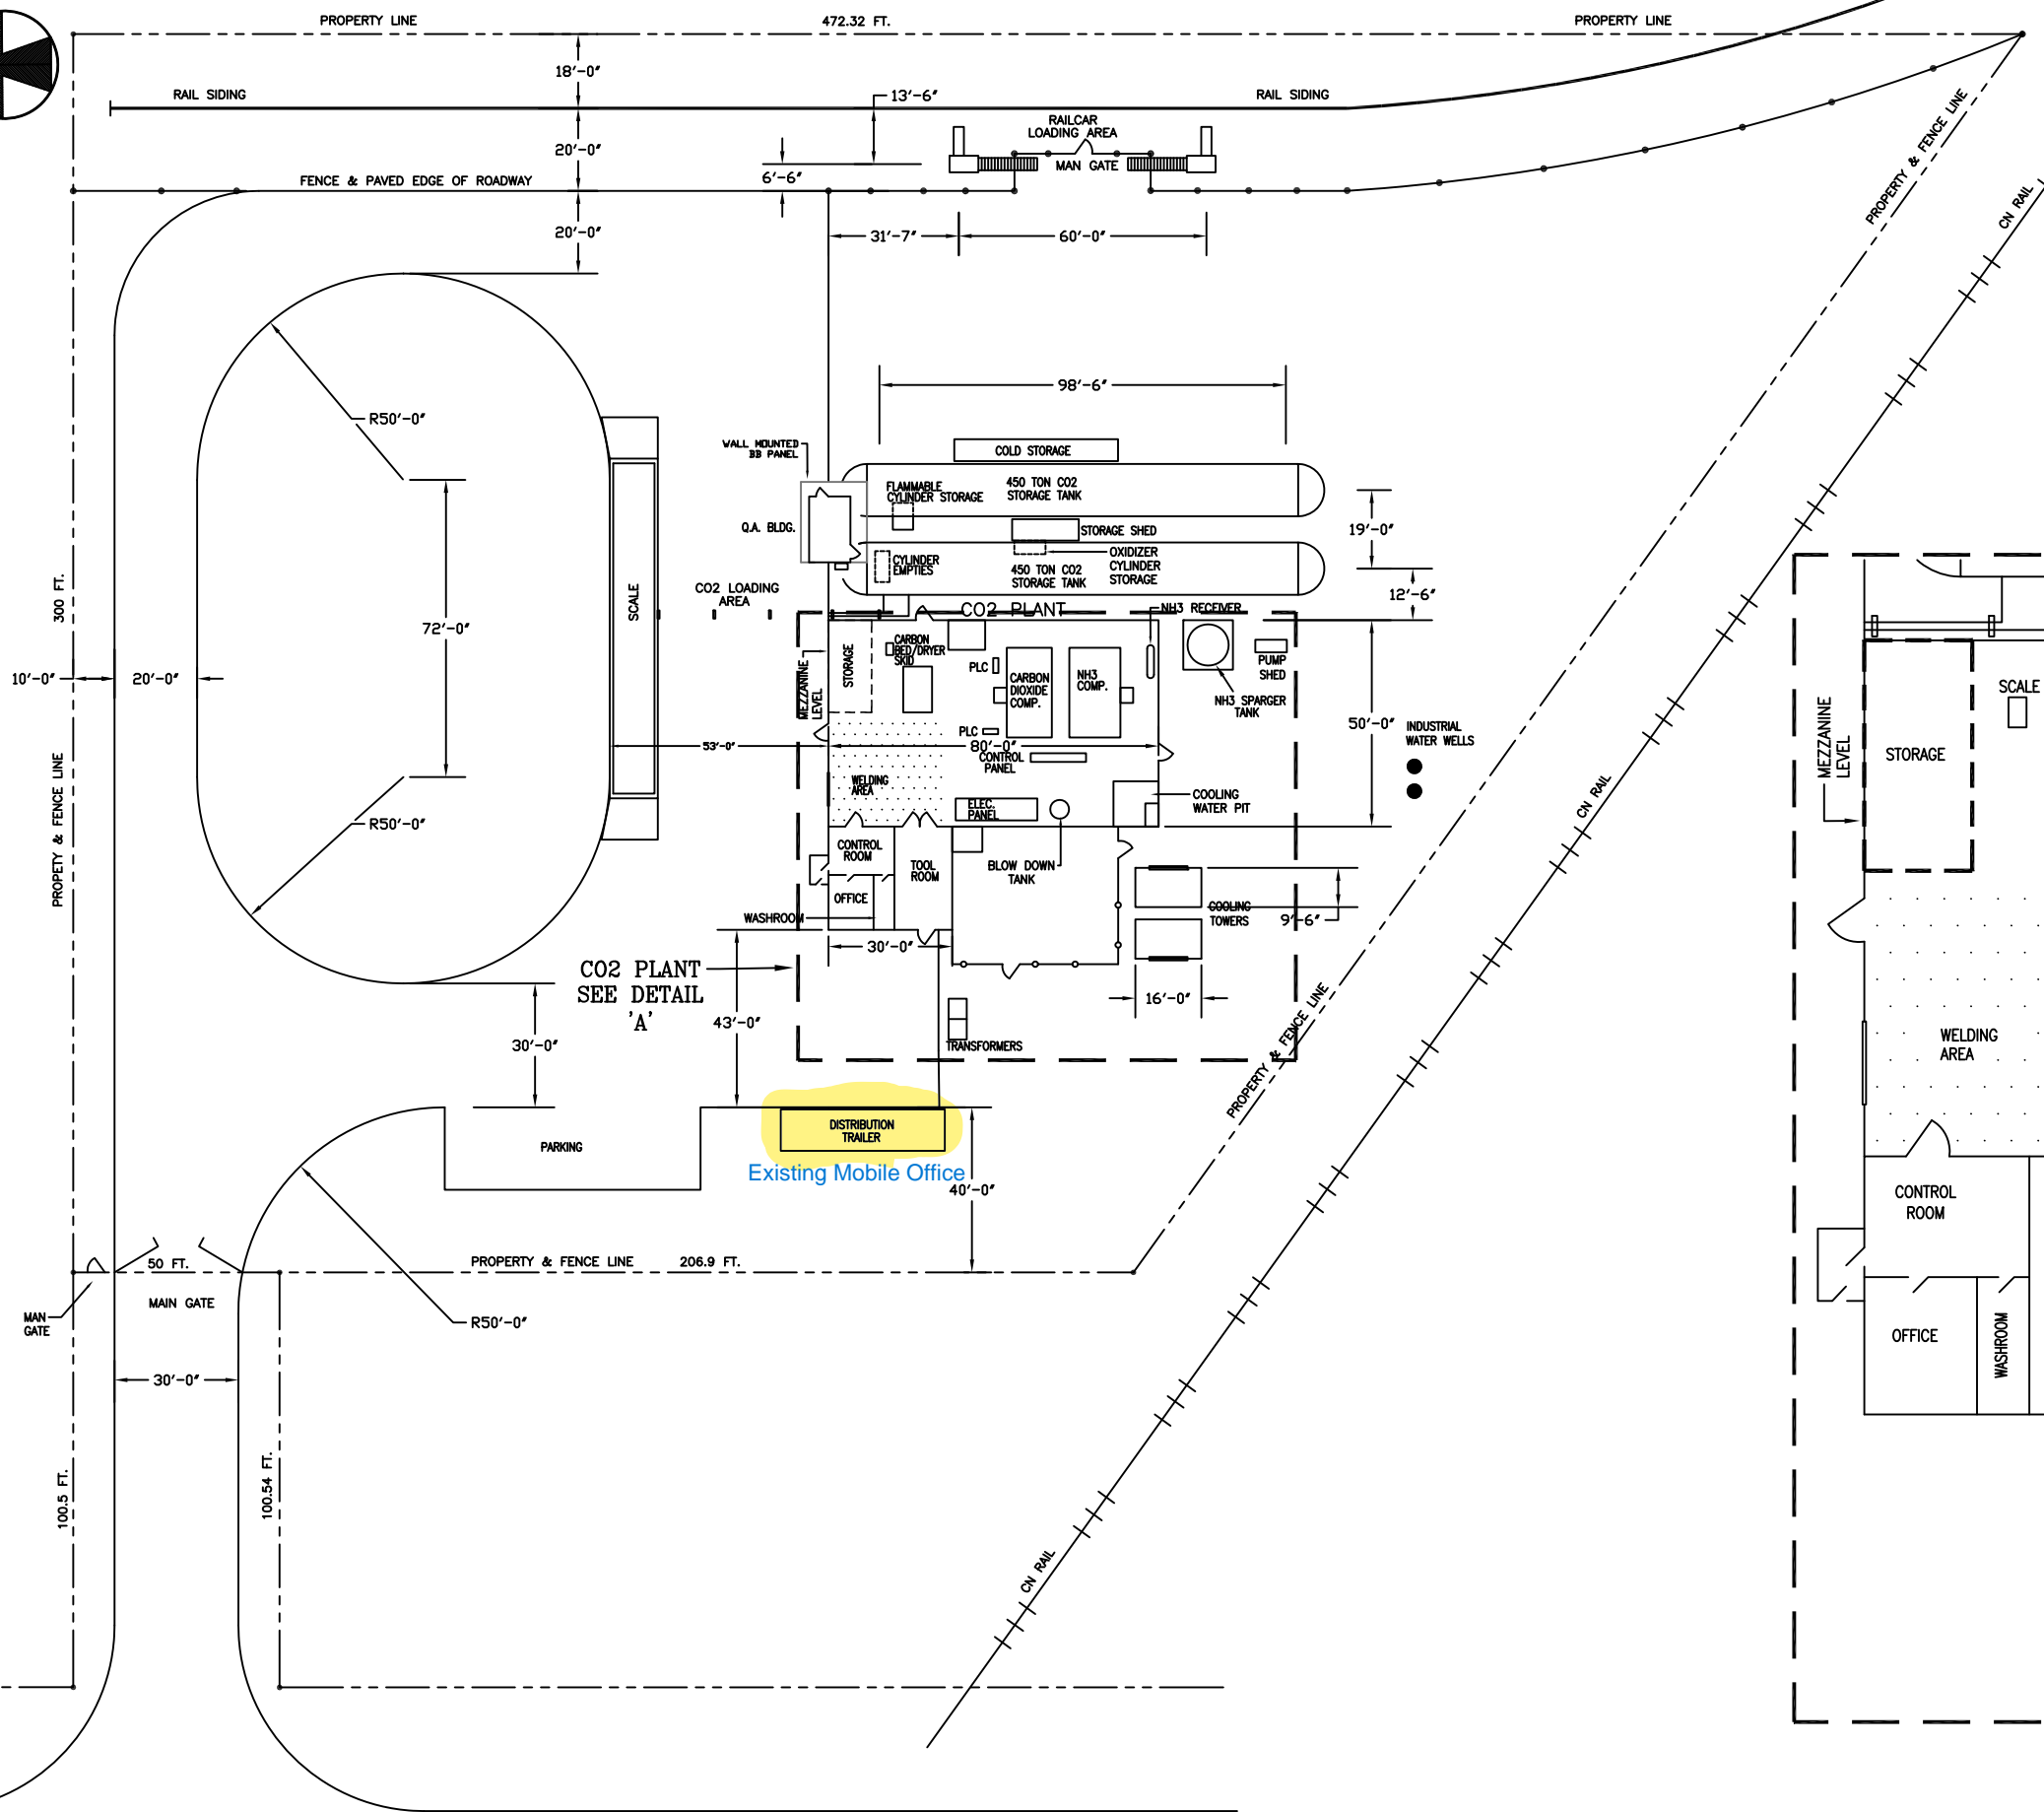 PROPERTY LINE
472.32 FT.
PROPERTY LINE
18'-0"
RAIL SIDING
13'-6"
RAIL SIDING
RAILCAR
LOADING AREA
MAN GATE
20'-0"
6'-6"
FENCE & PAVED EDGE OF ROADWAY
20'-0"
31'-7"
60'-0"
PROPERTY & FENCE LINE
CN RAIL
98'-6"
R50'-0"
WALL MOUNTED
BB PANEL
COLD STORAGE
FLAMMABLE
CYLINDER STORAGE
450 TON CO2
STORAGE TANK
Q.A. BLDG.
STORAGE SHED
19'-0"
CYLINDER
EMPTIES
450 TON CO2
STORAGE TANK
OXIDIZER
CYLINDER
STORAGE
CO2 LOADING
AREA
SCALE
300 FT.
72'-0"
12'-6"
CO2 PLANT
NH3 RECEIVER
MEZZANINE
LEVEL
STORAGE
CARBON
BED/DRYER
SKID
PLC
CARBON
DIOXIDE
COMP.
NH3
COMP.
PUMP
SHED
NH3 SPARGER
TANK
10'-0"
20'-0"
50'-0"
INDUSTRIAL
WATER WELLS
PLC
53'-0"
80'-0"
CONTROL
PANEL
WELDING
AREA
ELEC.
PANEL
COOLING
WATER PIT
PROPETY & FENCE LINE
R50'-0"
CONTROL
ROOM
TOOL
ROOM
BLOW DOWN
TANK
OFFICE
WASHROOM
COOLING
TOWERS
9'-6"
30'-0"
CO2 PLANT
SEE DETAIL
'A'
16'-0"
43'-0"
30'-0"
TRANSFORMERS
PROPERTY & FENCE LINE
CN RAIL
DISTRIBUTION
TRAILER
PARKING
Existing Mobile Office
40'-0"
50 FT.
PROPERTY & FENCE LINE
206.9 FT.
MAIN GATE
MAN
GATE
R50'-0"
30'-0"
100.5 FT.
100.54 FT.
CN RAIL
SCALE
MEZZANINE
LEVEL
STORAGE
WELDING
AREA
CONTROL
ROOM
OFFICE
WASHROOM